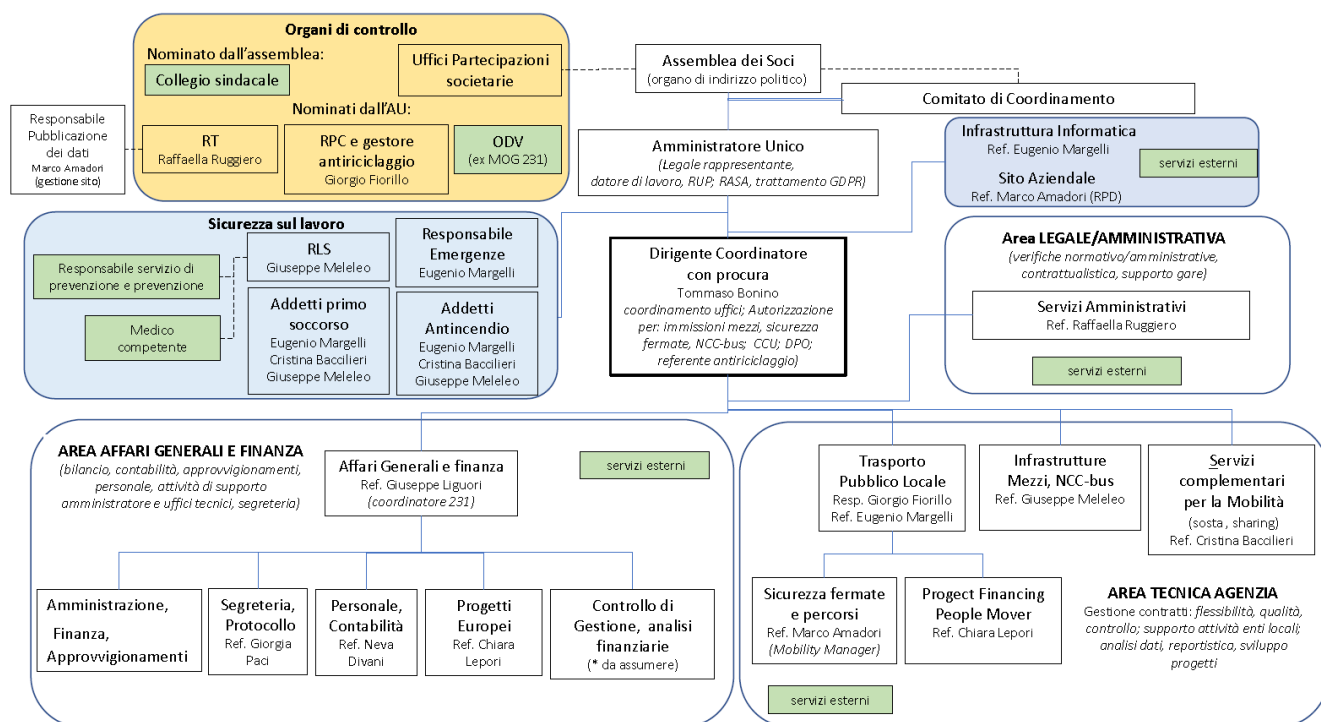 Organi di controllo
Nominato dall'assemblea:
Collegio sindacale
Uffici Partecipazioni
societarie
Nominati dall'AU:
RT
Raffaella Ruggiero
RPC e gestore
antiriciclaggio
Giorgio Fiorillo
ODV
(ex MOG 231)
Responsabile
Pubblicazione
dei dati
Marco Amadori
(gestione sito)
Assemblea dei Soci
(organo di indirizzo politico)
Comitato di Coordinamento
Amministratore Unico
(Legale rappresentante,
datore di lavoro, RUP; RASA, trattamento GDPR)
Infrastruttura Informatica
Ref. Eugenio Margelli
Sito Aziendale
Ref. Marco Amadori (RPD)
servizi esterni
Sicurezza sul lavoro
Responsabile servizio di
prevenzione e prevenzione
Medico
competente
RLS
Giuseppe Meleleo
Responsabile
Emergenze
Eugenio Margelli
Addetti primo
soccorso
Eugenio Margelli
Cristina Baccilieri
Giuseppe Meleleo
Addetti
Antincendio
Eugenio Margelli
Cristina Baccilieri
Giuseppe Meleleo
Dirigente Coordinatore
con procura
Tommaso Bonino
coordinamento uffici; Autorizzazione
per: immissioni mezzi, sicurezza
fermate, NCC-bus; CCU; DPO;
referente antiriciclaggio)
Area LEGALE/AMMINISTRATIVA
(verifiche normativo/amministrative,
contrattualistica, supporto gare)
Servizi Amministrativi
Ref. Raffaella Ruggiero
servizi esterni
AREA AFFARI GENERALI E FINANZA
(bilancio, contabilità, approvvigionamenti,
personale, attività di supporto
amministratore e uffici tecnici, segreteria)
Affari Generali e finanza
Ref. Giuseppe Liguori
(coordinatore 231)
servizi esterni
Amministrazione,
Finanza,
Approvvigionamenti
Segreteria,
Protocollo
Ref. Giorgia
Paci
Personale,
Contabilità
Ref. Neva
Divani
Progetti
Europei
Ref. Chiara
Lepori
Controllo di
Gestione, analisi
finanziarie
(* da assumere)
Trasporto
Pubblico Locale
Resp. Giorgio Fiorillo
Ref. Eugenio Margelli
Infrastrutture
Mezzi, NCC-bus
Ref. Giuseppe Meleleo
Servizi
complementari
per la Mobilità
(sosta , sharing)
Ref. Cristina Baccilieri
Sicurezza fermate
e percorsi
Ref. Marco Amadori
(Mobility Manager)
Progect Financing
People Mover
Ref. Chiara Lepori
AREA TECNICA AGENZIA
Gestione contratti: flessibilità, qualità,
controllo; supporto attività enti locali;
analisi dati, reportistica, sviluppo
progetti
servizi esterni